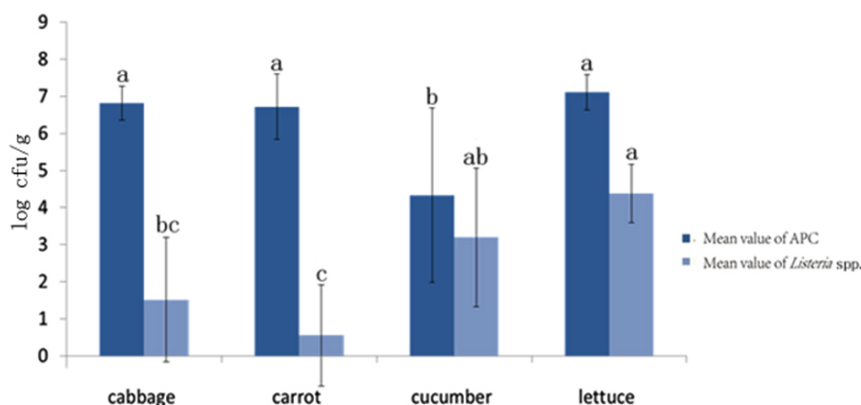 log cfu/g
9
8
7
6
5
4
3
2
1
0
a
bc
a
c
b
ab
a
a
cabbage
carrot
cucumber
lettuce
Mean value of APC
Mean value of Listeria spp.